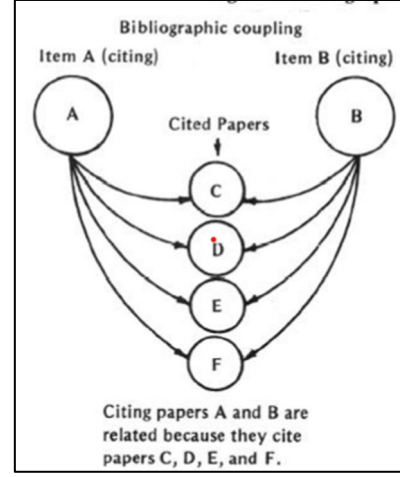 Bibliographic coupling
Item A (citing)
Item B (citing)
A
B
Cited Papers
C
D
E
F
Citing papers A and B are
related because they cite
papers C, D, E, and F.